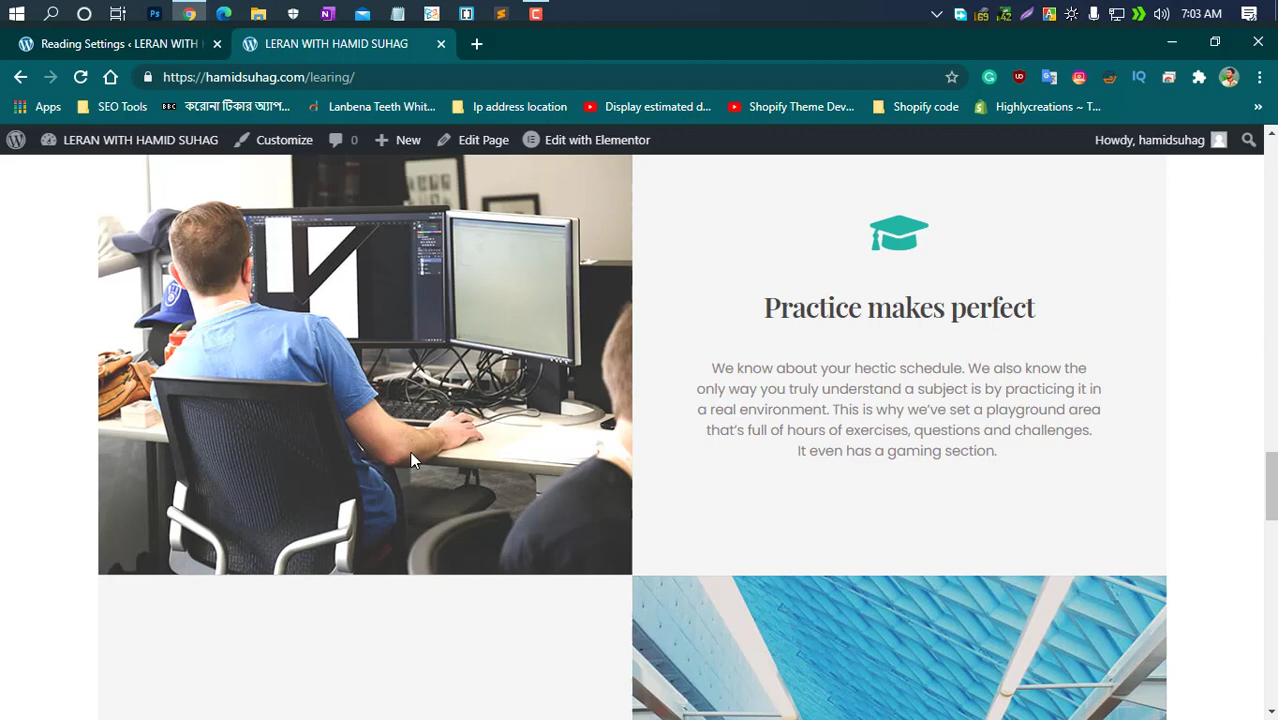 7:03 AM
Reading Settings ‹ LERAN WITH
LERAN WITH HAMID SUHAG
https://hamidsuhag.com/learing/
Apps
SEO Tools
BBC করোনা টিকার অ্যাপ...
Lanbena Teeth Whit...
Ip address location
Display estimated d...
Shopify Theme Dev...
Shopify code
Highlycreations ~ T...
»
LERAN WITH HAMID SUHAG
Customize
0
New
Edit Page
Edit with Elementor
Howdy, hamidsuhag
Practice makes perfect
We know about your hectic schedule. We also know the
only way you truly understand a subject is by practicing it in
a real environment. This is why we've set a playground area
that's full of hours of exercises, questions and challenges.
It even has a gaming section.